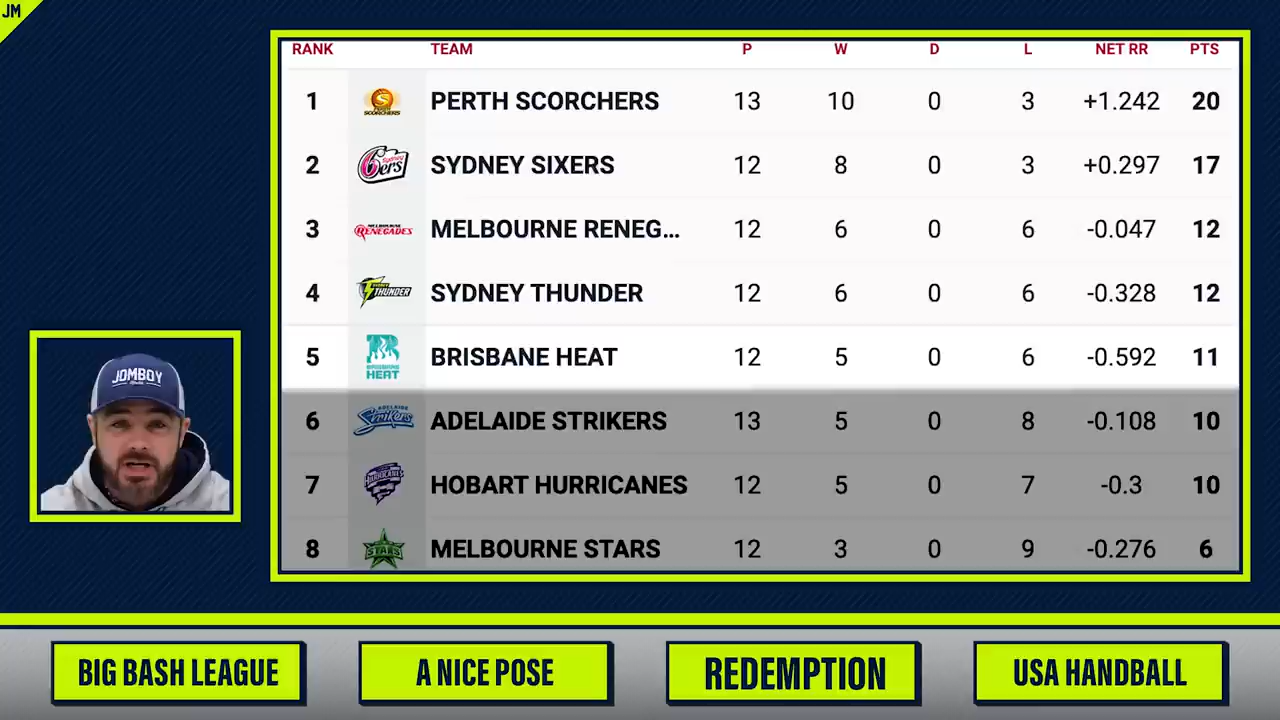 JM
RANK TEAM P W D L NET RR PTS
1 PERTH SCORCHERS 13 10 0 3 +1.242 20
2 SYDNEY SIXERS 12 8 0 3 +0.297 17
3 MELBOURNE RENEG... 12 6 0 6 -0.047 12
4 SYDNEY THUNDER 12 6 0 6 -0.328 12
5 BRISBANE HEAT 12 5 0 6 -0.592 11
6 ADELAIDE STRIKERS 13 5 0 8 -0.108 10
7 HOBART HURRICANES 12 5 0 7 -0.3 10
8 MELBOURNE STARS 12 3 0 9 -0.276 6
JOMBOY
BIG BASH LEAGUE A NICE POSE REDEMPTION USA HANDBALL